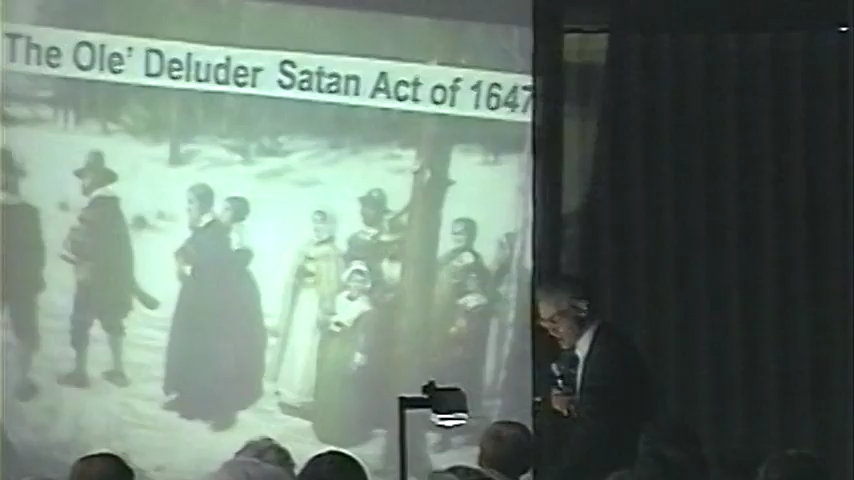 The Ole' Deluder Satan Act of 1647